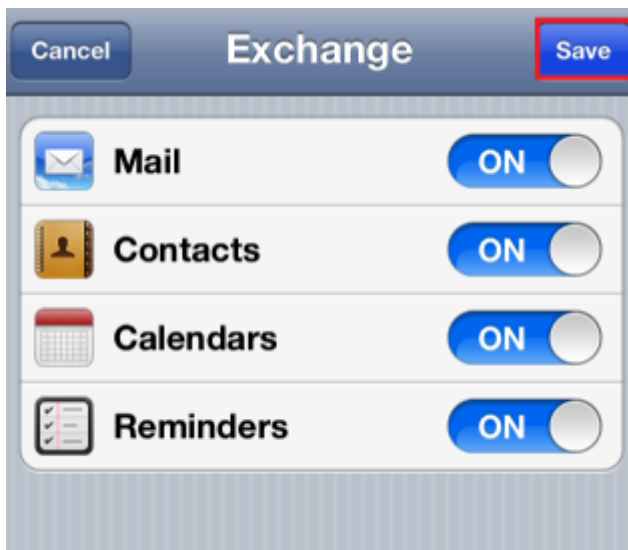 Cancel Exchange Save
Mail ON
Contacts ON
Calendars ON
Reminders ON